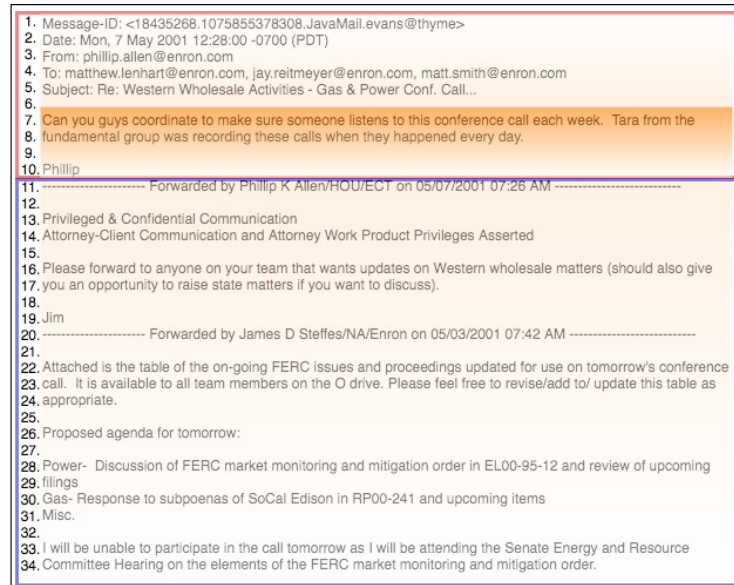 1. Message-ID: <18435268.1075855378308.JavaMail.evans@thyme>
2. Date: Mon, 7 May 2001 12:28:00 -0700 (PDT)
3. From: phillip.allen@enron.com
4. To: matthew.lenhart@enron.com, jay.reitmeyer@enron.com, matt.smith@enron.com
5. Subject: Re: Western Wholesale Activities - Gas & Power Conf. Call...
6.
7. Can you guys coordinate to make sure someone listens to this conference call each week.  Tara from the
8. fundamental group was recording these calls when they happened every day.
9.
10. Phillip
11. ---------------------- Forwarded by Phillip K Allen/HOU/ECT on 05/07/2001 07:26 AM ---------------------------
12.
13. Privileged & Confidential Communication
14. Attorney-Client Communication and Attorney Work Product Privileges Asserted
15.
16. Please forward to anyone on your team that wants updates on Western wholesale matters (should also give
17. you an opportunity to raise state matters if you want to discuss).
18.
19. Jim
20. ---------------------- Forwarded by James D Steffes/NA/Enron on 05/03/2001 07:42 AM ---------------------------
21.
22. Attached is the table of the on-going FERC issues and proceedings updated for use on tomorrow's conference
23. call.  It is available to all team members on the O drive. Please feel free to revise/add to/ update this table as
24. appropriate.
25.
26. Proposed agenda for tomorrow:
27.
28. Power-  Discussion of FERC market monitoring and mitigation order in EL00-95-12 and review of upcoming
29. filings
30. Gas- Response to subpoenas of SoCal Edison in RP00-241 and upcoming items
31. Misc.
32.
33. I will be unable to participate in the call tomorrow as I will be attending the Senate Energy and Resource
34. Committee Hearing on the elements of the FERC market monitoring and mitigation order.